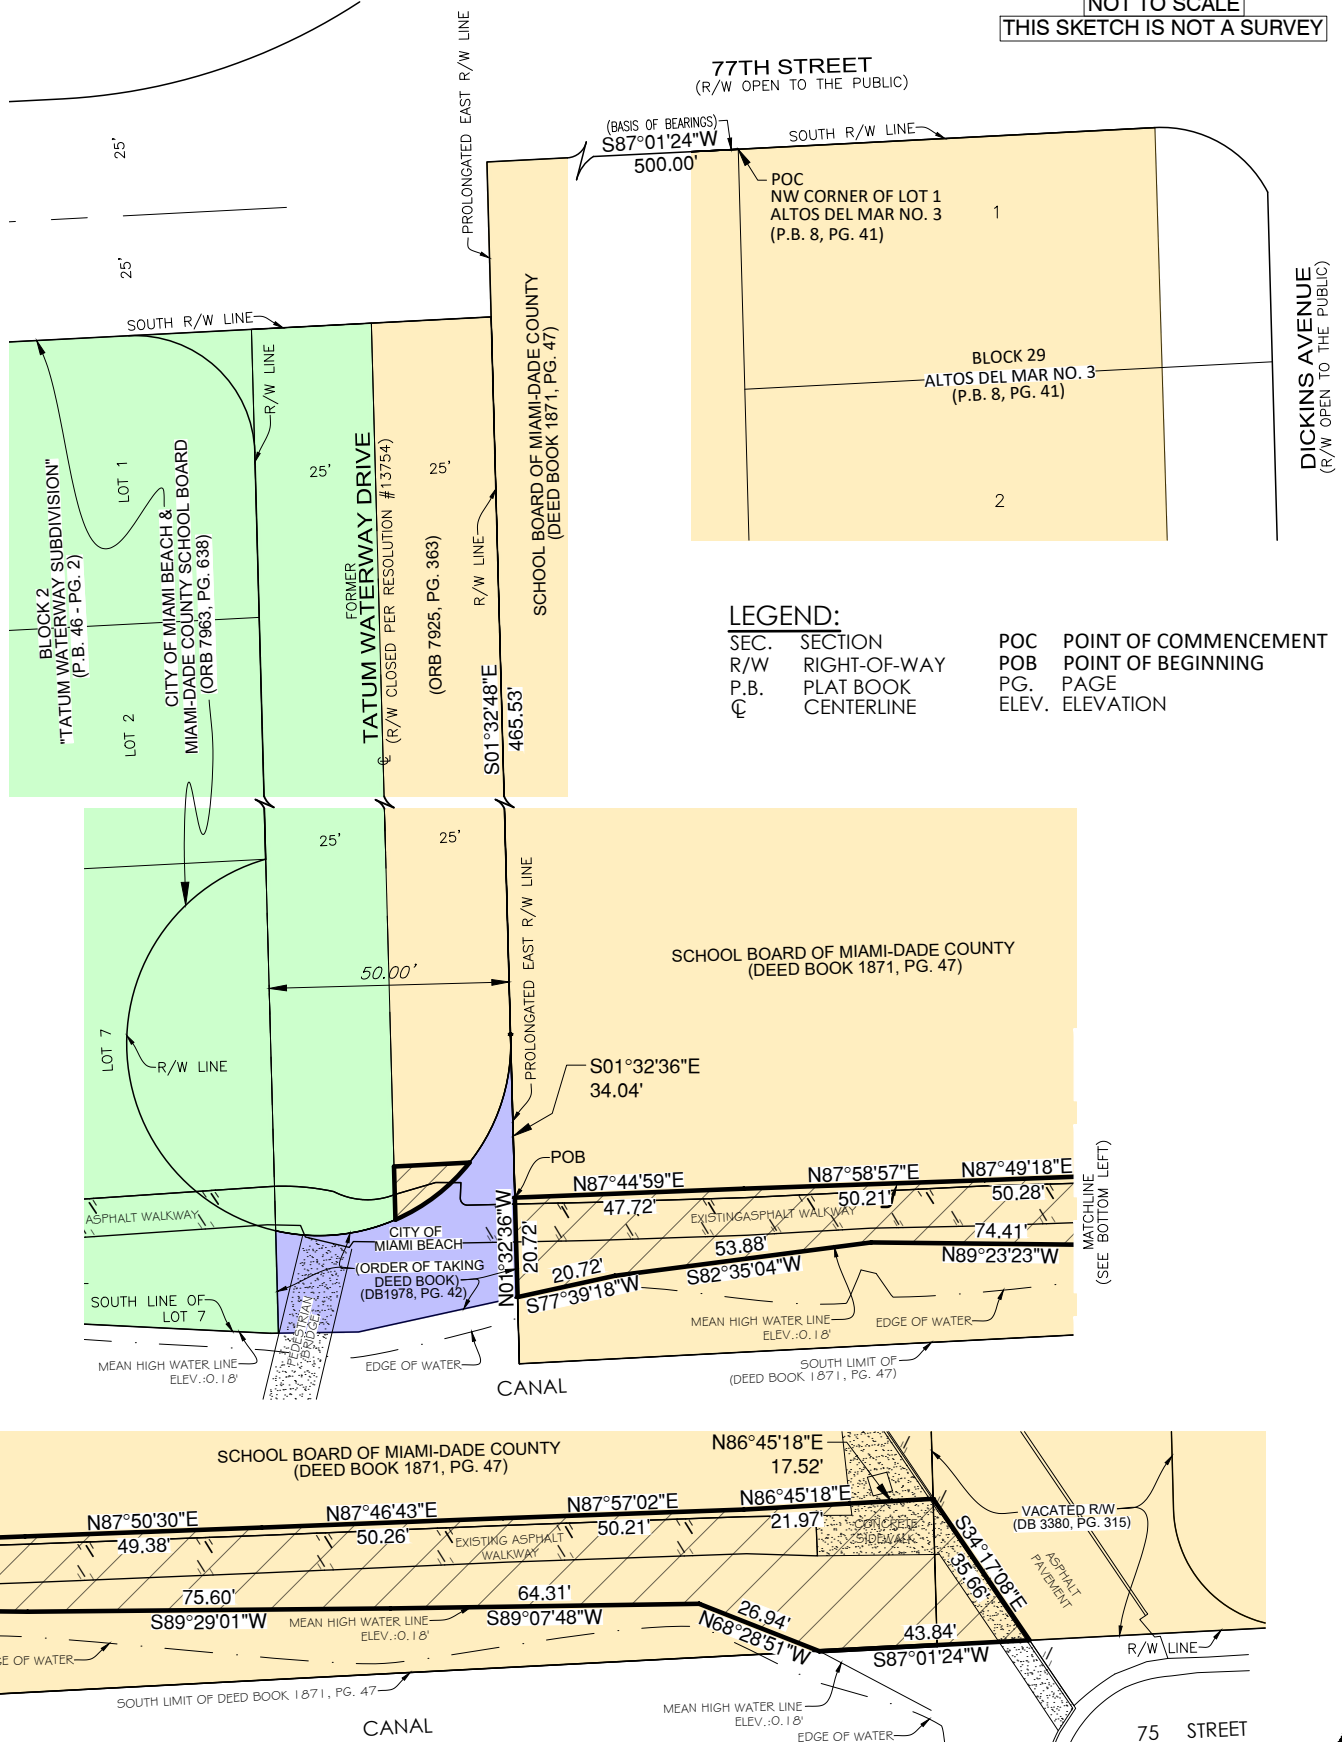 NOT TO SCALE
THIS SKETCH IS NOT A SURVEY
77TH STREET
(R/W OPEN TO THE PUBLIC)
(BASIS OF BEARINGS)
S87°01'24"W
500.00'
SOUTH R/W LINE
POC
NW CORNER OF LOT 1
ALTOS DEL MAR NO. 3
(P.B. 8, PG. 41)
1
PROLONGATED EAST R/W LINE
25'
25'
SOUTH R/W LINE
R/W LINE
BLOCK 29
ALTOS DEL MAR NO. 3
(P.B. 8, PG. 41)
2
DICKINS AVENUE
(R/W OPEN TO THE PUBLIC)
SCHOOL BOARD OF MIAMI-DADE COUNTY
(DEED BOOK 1871, PG. 47)
BLOCK 2
"TATUM WATERWAY SUBDIVISION"
(P.B. 46 - PG. 2)
LOT 1
LOT 2
CITY OF MIAMI BEACH &
MIAMI-DADE COUNTY SCHOOL BOARD
(ORB 7963, PG. 638)
25'
25'
FORMER
TATUM WATERWAY DRIVE
(R/W CLOSED PER RESOLUTION #13754)
℄
(ORB 7925, PG. 363)
R/W LINE
S01°32'48"E
465.53'
LEGEND:
SEC. SECTION
R/W RIGHT-OF-WAY
P.B. PLAT BOOK
℄ CENTERLINE
POC POINT OF COMMENCEMENT
POB POINT OF BEGINNING
PG. PAGE
ELEV. ELEVATION
25'
25'
PROLONGATED EAST R/W LINE
SCHOOL BOARD OF MIAMI-DADE COUNTY
(DEED BOOK 1871, PG. 47)
50.00'
LOT 7
R/W LINE
S01°32'36"E
34.04'
POB
N87°44'59"E
47.72'
N87°58'57"E
50.21'
N87°49'18"E
50.28'
MATCHLINE
(SEE BOTTOM LEFT)
ASPHALT WALKWAY
EXISTING ASPHALT WALKWAY
CITY OF
MIAMI BEACH
(ORDER OF TAKING
DEED BOOK)
(DB1978, PG. 42)
N01°32'36"W
20.72'
20.72'
S77°39'18"W
53.88'
S82°35'04"W
74.41'
N89°23'23"W
SOUTH LINE OF
LOT 7
PEDESTRIAN
BRIDGE
MEAN HIGH WATER LINE
ELEV.:0.18'
EDGE OF WATER
MEAN HIGH WATER LINE
ELEV.:0.18'
EDGE OF WATER
SOUTH LIMIT OF
(DEED BOOK 1871, PG. 47)
CANAL
SCHOOL BOARD OF MIAMI-DADE COUNTY
(DEED BOOK 1871, PG. 47)
N87°50'30"E
49.38'
N87°46'43"E
50.26'
N87°57'02"E
50.21'
N86°45'18"E
21.97'
N86°45'18"E
17.52'
EXISTING ASPHALT
WALKWAY
CONCRETE
SIDEWALK
VACATED R/W
(DB 3380, PG. 315)
S34°17'08"E
35.66'
ASPHALT
PAVEMENT
75.60'
S89°29'01"W
MEAN HIGH WATER LINE
ELEV.:0.18'
64.31'
S89°07'48"W
26.94'
N68°28'51"W
43.84'
S87°01'24"W
R/W LINE
GE OF WATER
SOUTH LIMIT OF DEED BOOK 1871, PG. 47
CANAL
MEAN HIGH WATER LINE
ELEV.:0.18'
EDGE OF WATER
75 STREET